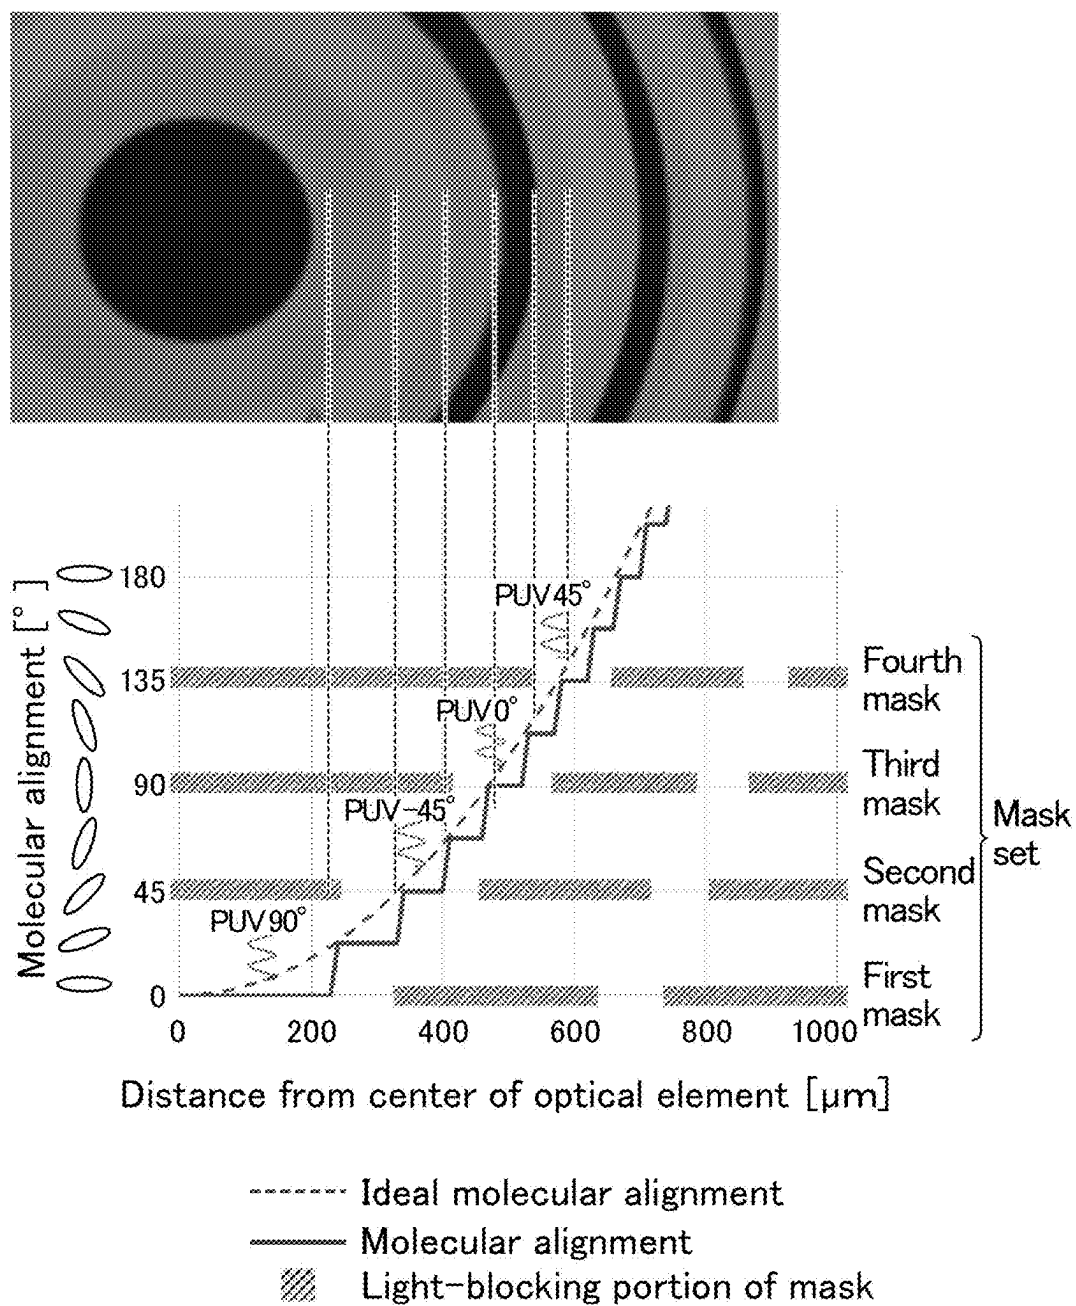 180
135
90
45
0
Molecular alignment [°]
PUV45°
PUV0°
PUV-45°
PUV90°
Fourth
mask
Third
mask
Second
mask
First
mask
Mask
set
0 200 400 600 800 1000
Distance from center of optical element [μm]
Ideal molecular alignment
Molecular alignment
Light-blocking portion of mask